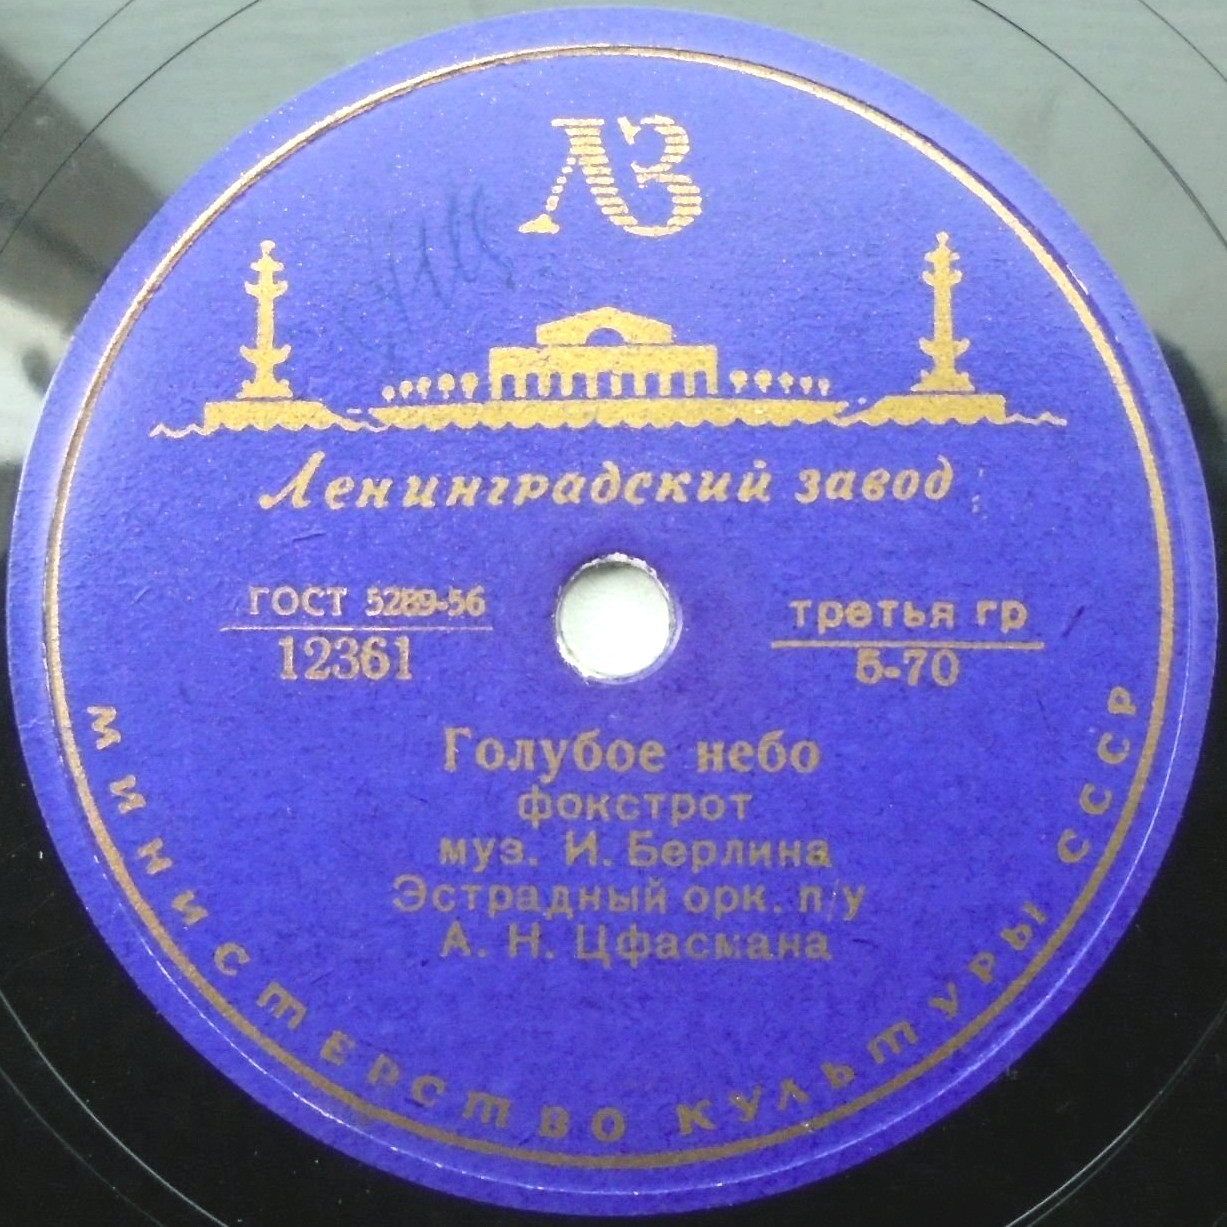 ЛЗ
Ленинградский завод
ГОСТ 5289-56
12361
третья гр
5-70
Голубое небо
фокстрот
муз. И. Берлина
Эстрадный орк. п/у
А. Н. Цфасмана
МИНИСТЕРСТВО КУЛЬТУРЫ СССР